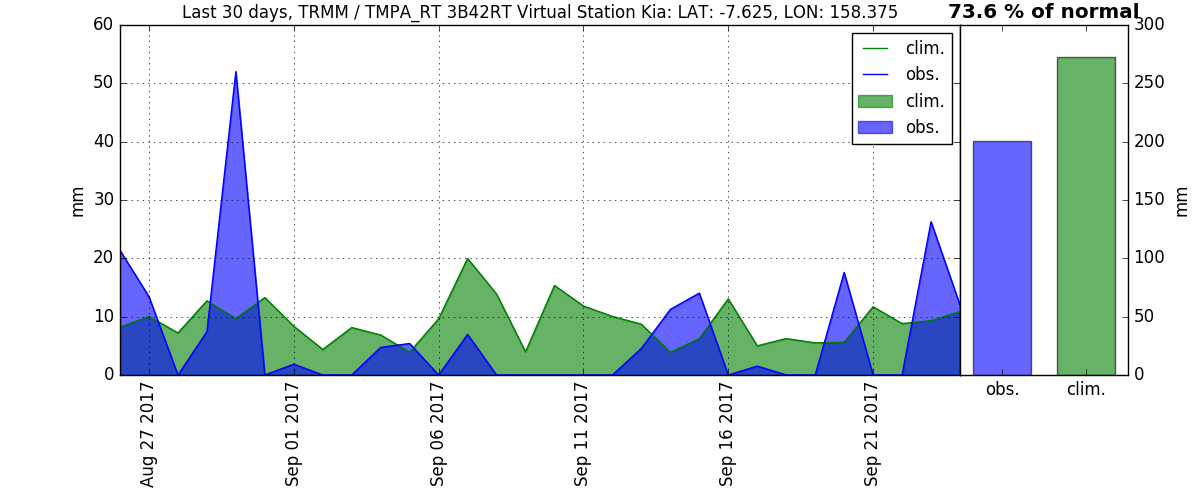 Last 30 days, TRMM / TMPA_RT 3B42RT Virtual Station Kia: LAT: -7.625, LON: 158.375
73.6 % of normal
60
50
40
30
20
10
0
mm
clim.
obs.
clim.
obs.
300
250
200
150
100
50
0
mm
Aug 27 2017
Sep 01 2017
Sep 06 2017
Sep 11 2017
Sep 16 2017
Sep 21 2017
obs.
clim.